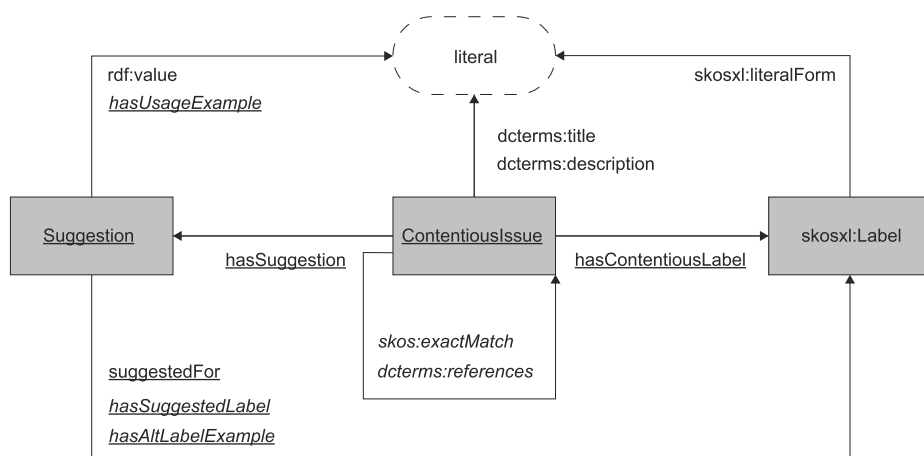 literal
rdf:value
hasUsageExample
skosxl:literalForm
dcterms:title
dcterms:description
Suggestion
ContentiousIssue
skosxl:Label
hasSuggestion
hasContentiousLabel
skos:exactMatch
dcterms:references
suggestedFor
hasSuggestedLabel
hasAltLabelExample